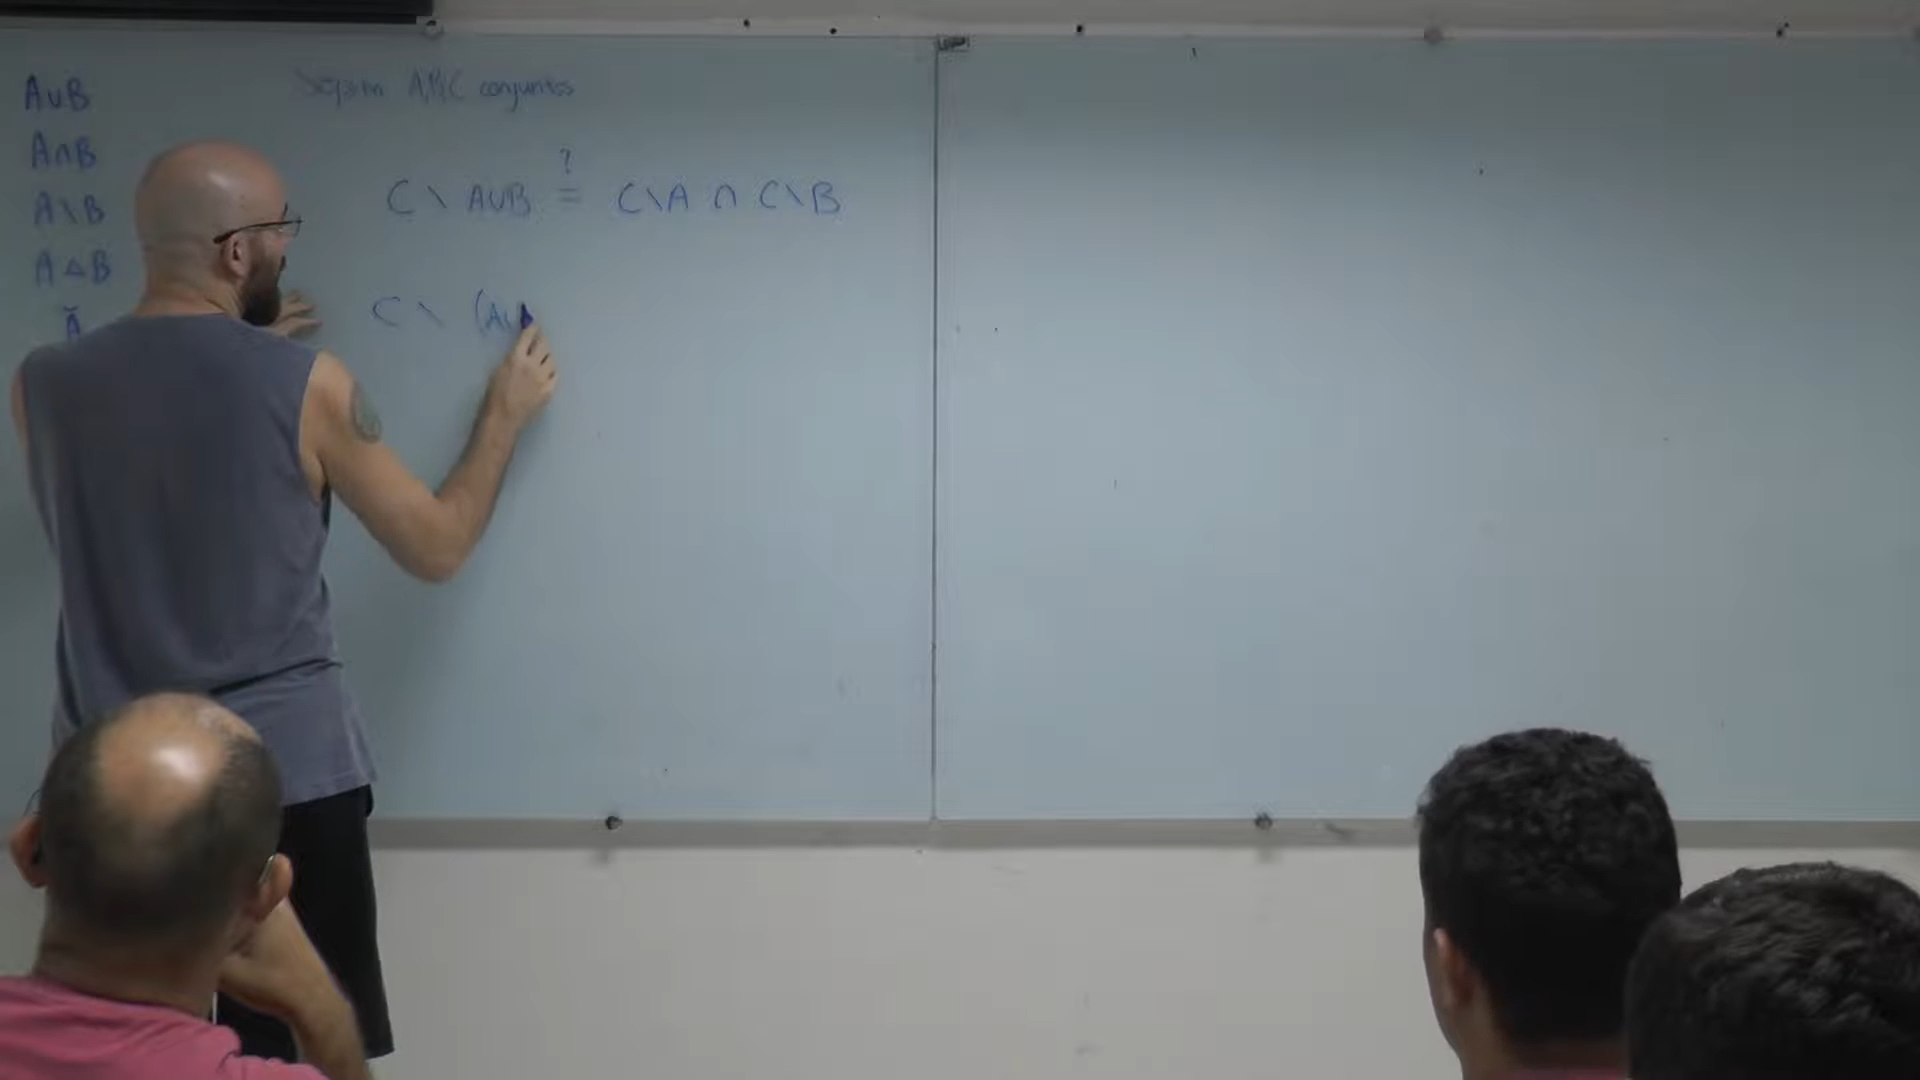 A∪B
A∩B
A\B
A△B
Ă
Sejam A,B,C conjuntos
?
C \ A∪B = C\A ∩ C\B
C \ (A∪